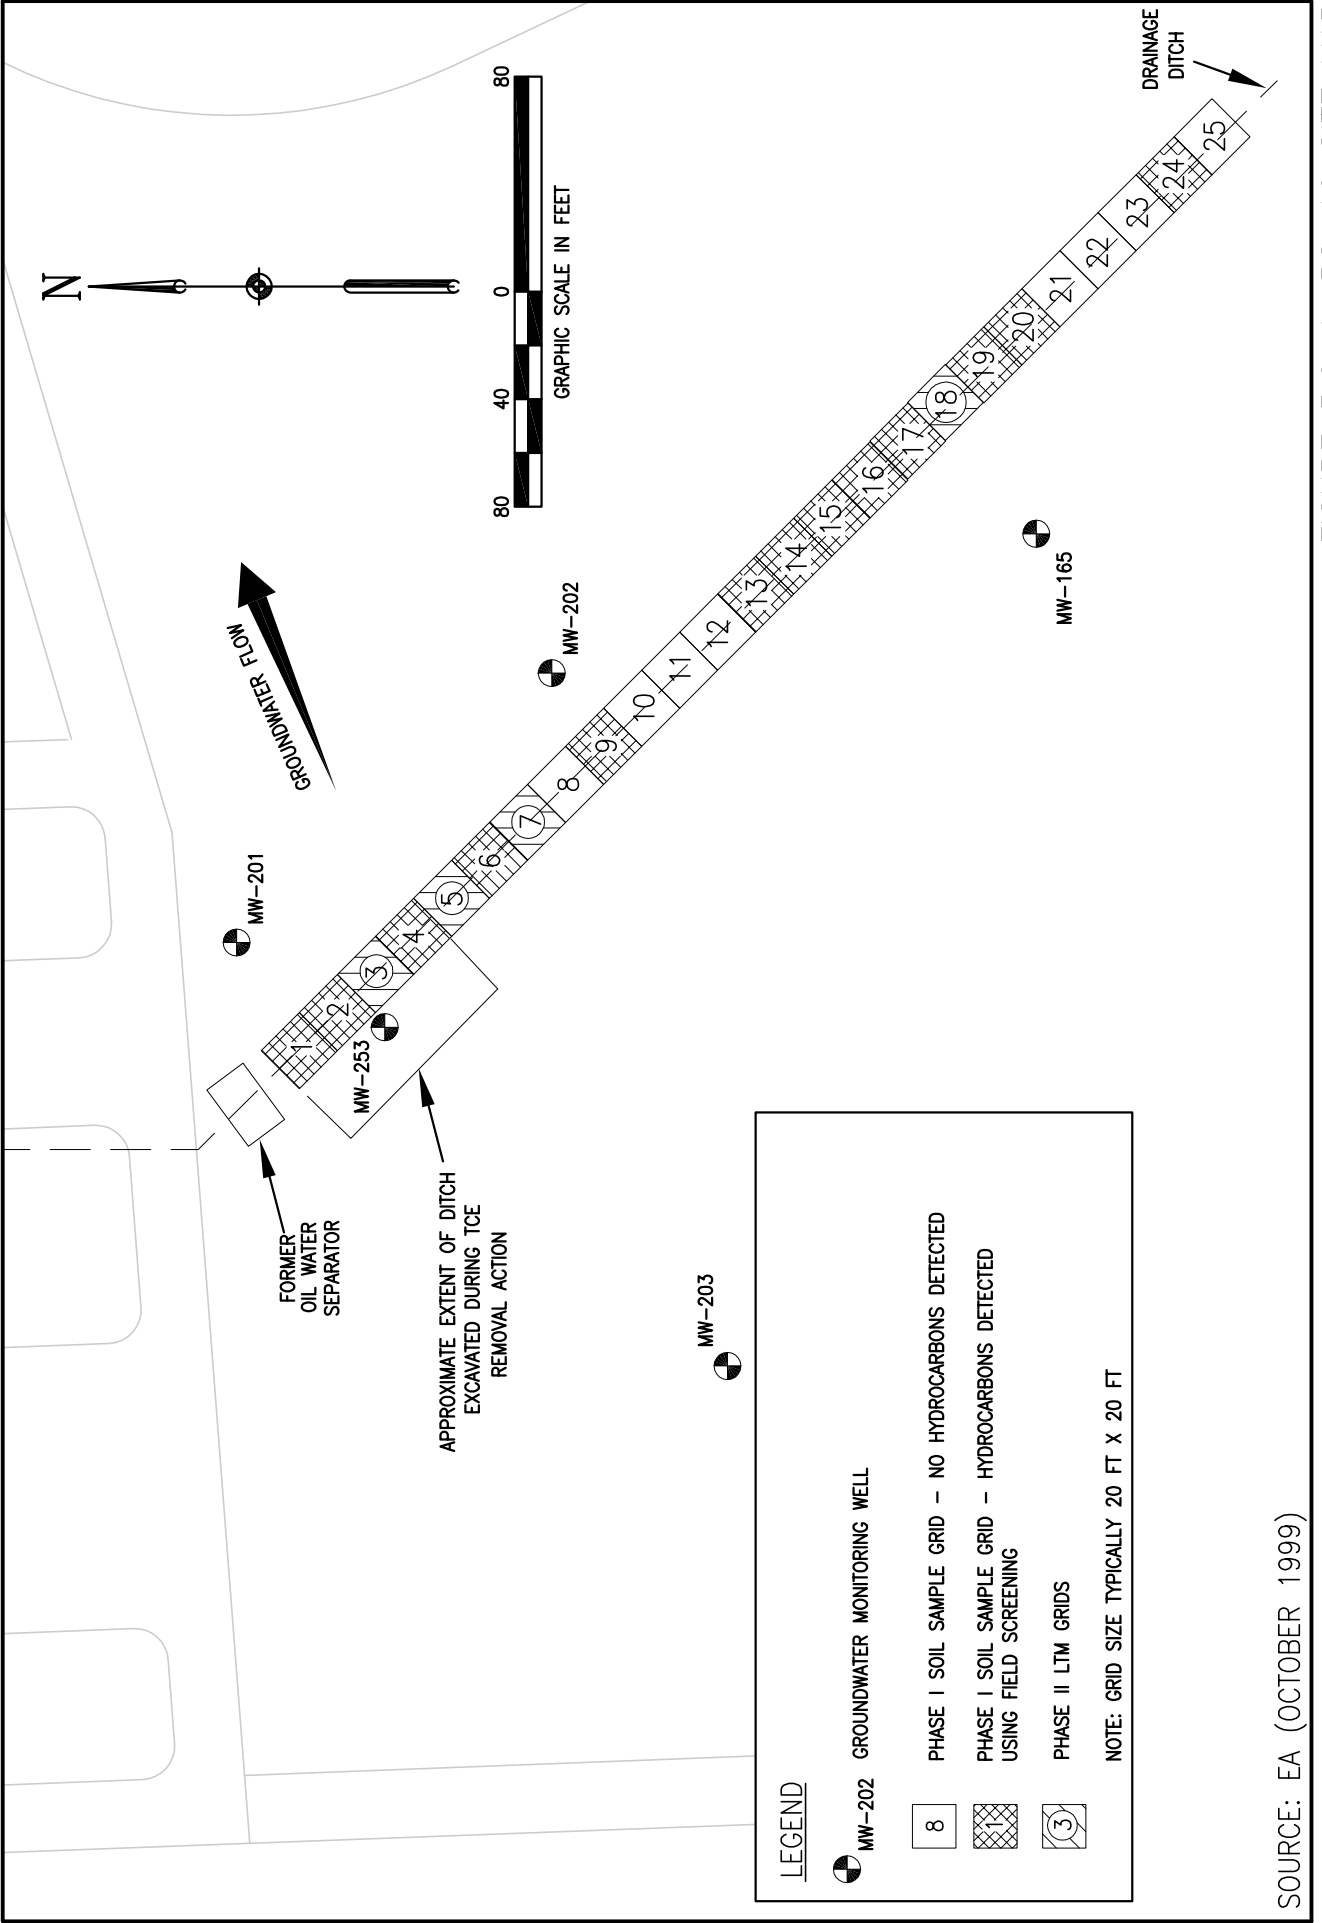 N
GROUNDWATER FLOW
80
40
0
80
GRAPHIC SCALE IN FEET
MW-201
MW-202
MW-253
MW-203
MW-165
FORMER
OIL WATER
SEPARATOR
APPROXIMATE EXTENT OF DITCH
EXCAVATED DURING TCE
REMOVAL ACTION
1
2
3
4
5
6
7
8
9
10
11
12
13
14
15
16
17
18
19
20
21
22
23
24
25
DRAINAGE
DITCH
LEGEND
MW-202 GROUNDWATER MONITORING WELL
8 PHASE I SOIL SAMPLE GRID - NO HYDROCARBONS DETECTED
1 PHASE I SOIL SAMPLE GRID - HYDROCARBONS DETECTED
USING FIELD SCREENING
3 PHASE II LTM GRIDS
NOTE: GRID SIZE TYPICALLY 20 FT X 20 FT
SOURCE: EA (OCTOBER 1999)